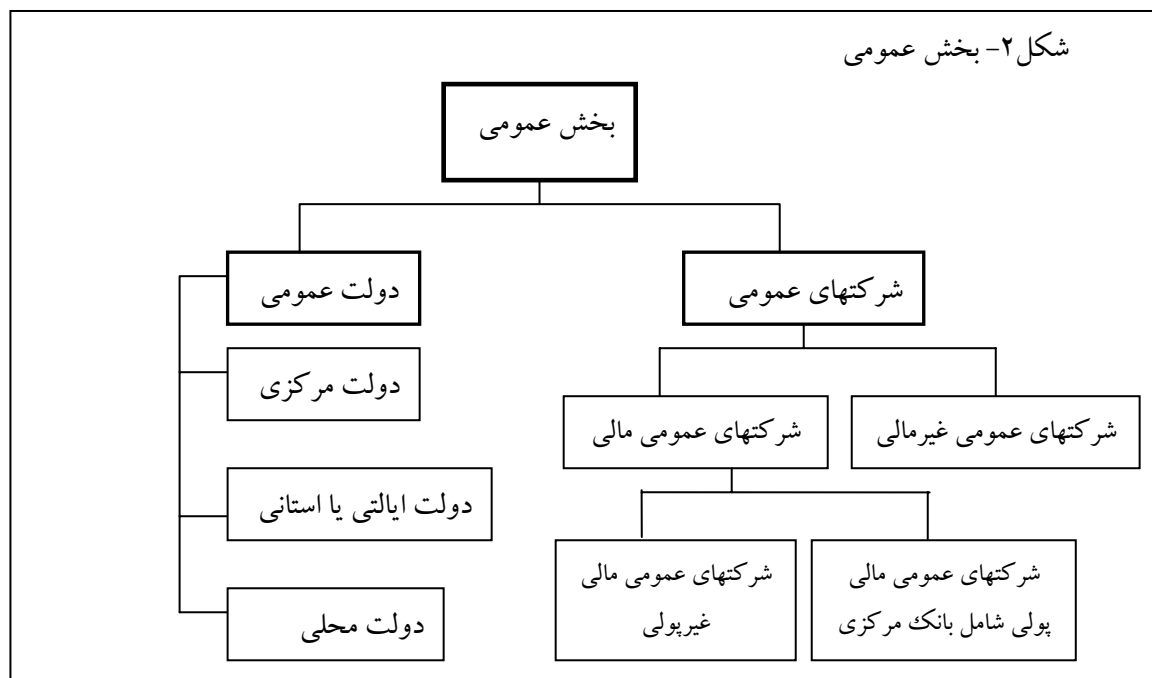 شکل۲- بخش عمومی
بخش عمومی
شرکتهای عمومی
دولت عمومی
دولت مرکزی
شرکتهای عمومی غیرمالی
شرکتهای عمومی مالی
دولت ایالتی یا استانی
شرکتهای عمومی مالی
پولی شامل بانک مرکزی
شرکتهای عمومی مالی
غیرپولی
دولت محلی